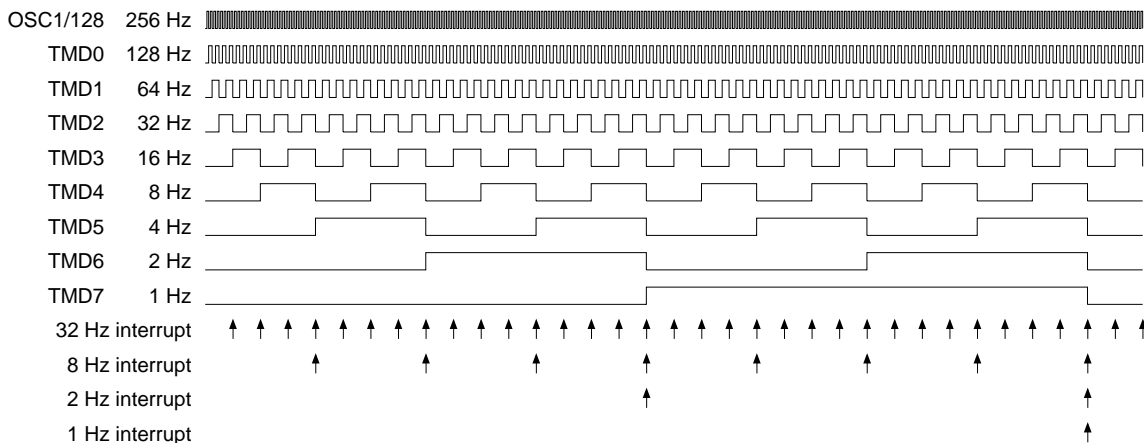 OSC1/128 256 Hz
TMD0 128 Hz
TMD1 64 Hz
TMD2 32 Hz
TMD3 16 Hz
TMD4 8 Hz
TMD5 4 Hz
TMD6 2 Hz
TMD7 1 Hz
32 Hz interrupt
8 Hz interrupt
2 Hz interrupt
1 Hz interrupt